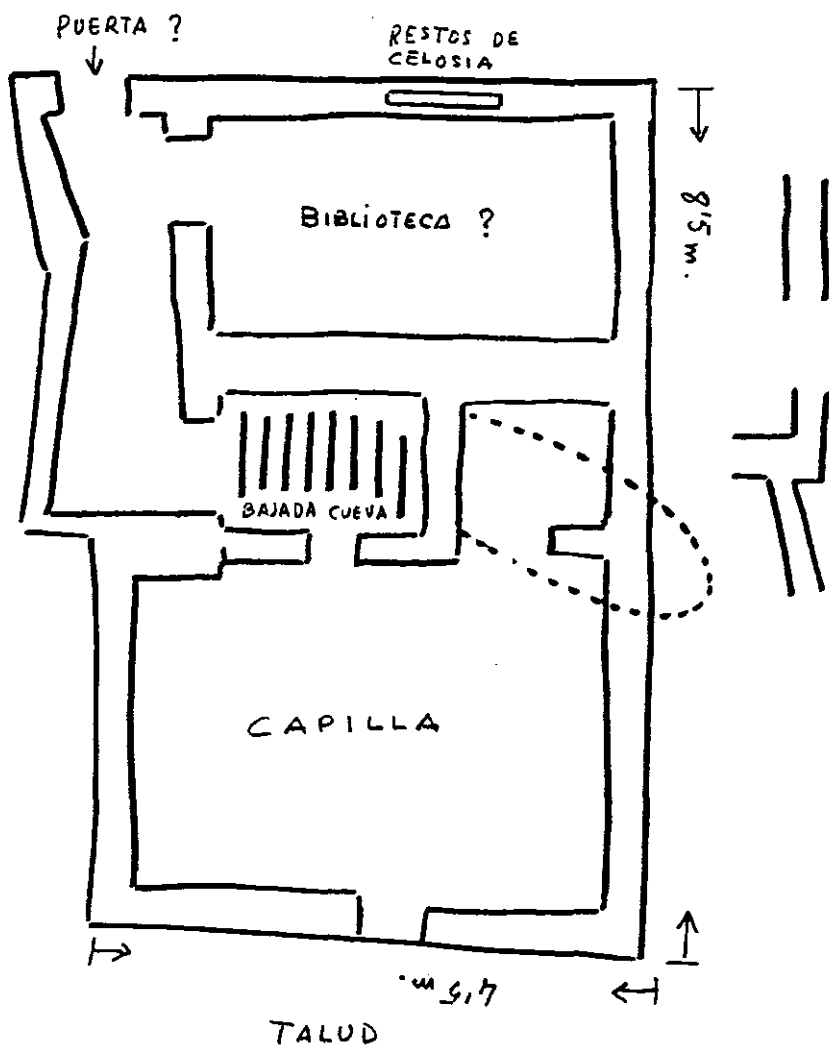 PUERTA ?
RESTOS DE
CELOSIA
8'5 m.
BIBLIOTECA ?
BAJADA CUEVA
CAPILLA
4'5 m.
TALUD